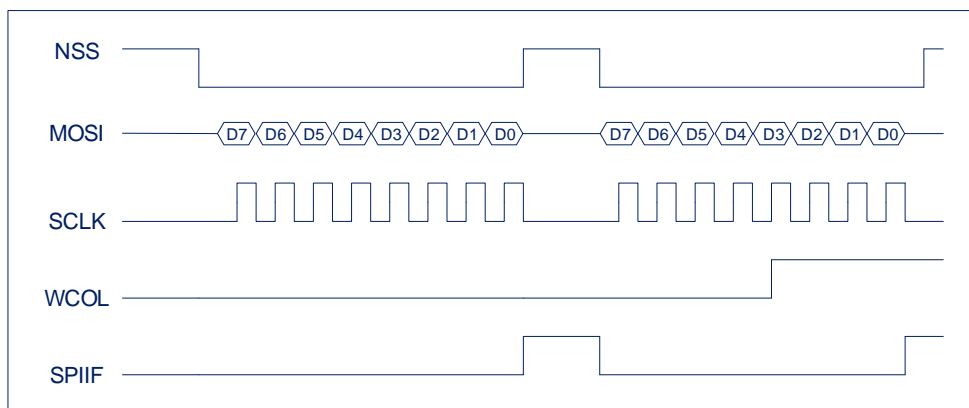 NSS
MOSI D7 D6 D5 D4 D3 D2 D1 D0 D7 D6 D5 D4 D3 D2 D1 D0
SCLK
WCOL
SPIIF